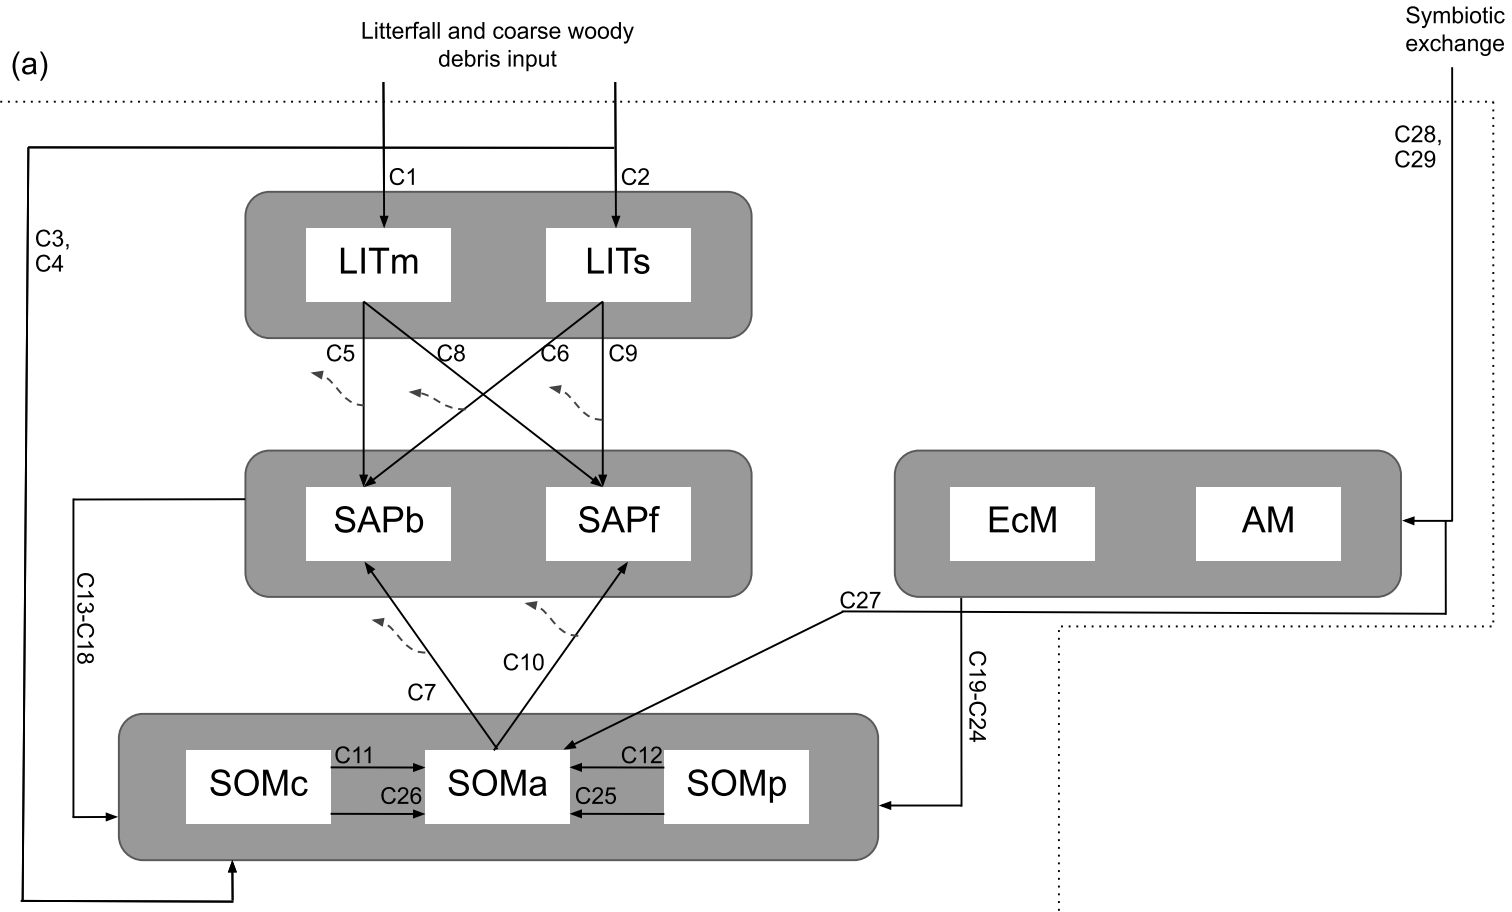 Litterfall and coarse woody
debris input
Symbiotic
exchange
(a)
C28,
C29
C1
C2
C3,
C4
LITm
LITs
C5
C8
C6
C9
SAPb
SAPf
EcM
AM
C13-C18
C27
C10
C7
C19-C24
C11
C12
SOMc
SOMa
SOMp
C26
C25